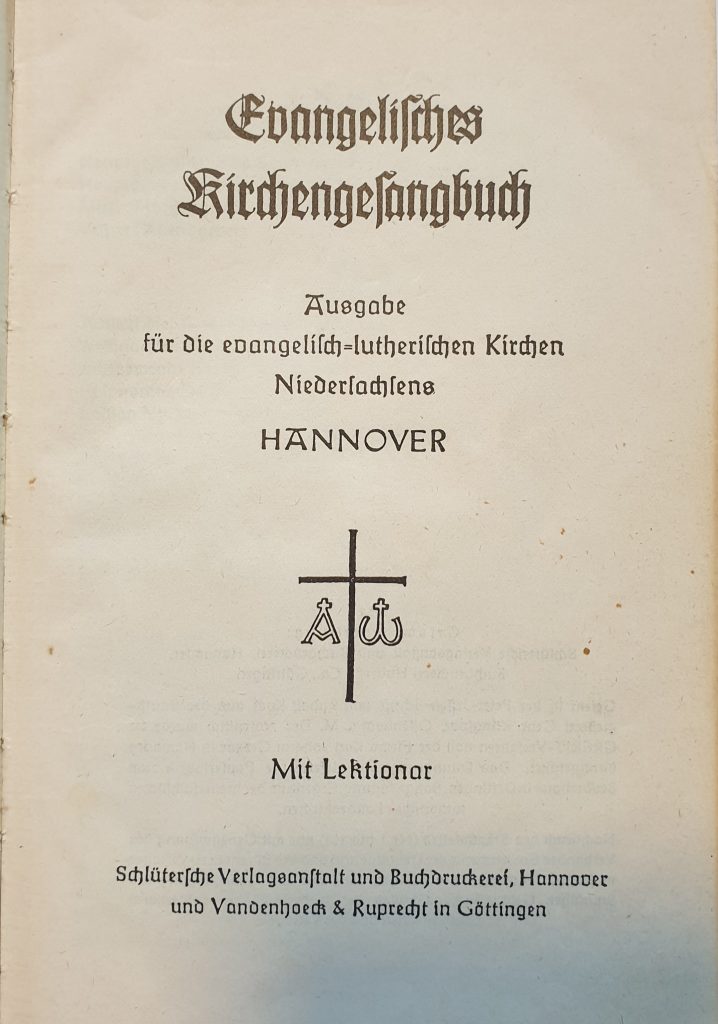 Evangeliſches
Kirchengeſangbuch
Ausgabe
für die evangeliſch=lutheriſchen Kirchen
Niederſachſens
HANNOVER
A ω
Mit Lektionar
Schlüterſche Verlagsanſtalt und Buchdruckerei, Hannover
und Vandenhoeck & Ruprecht in Göttingen